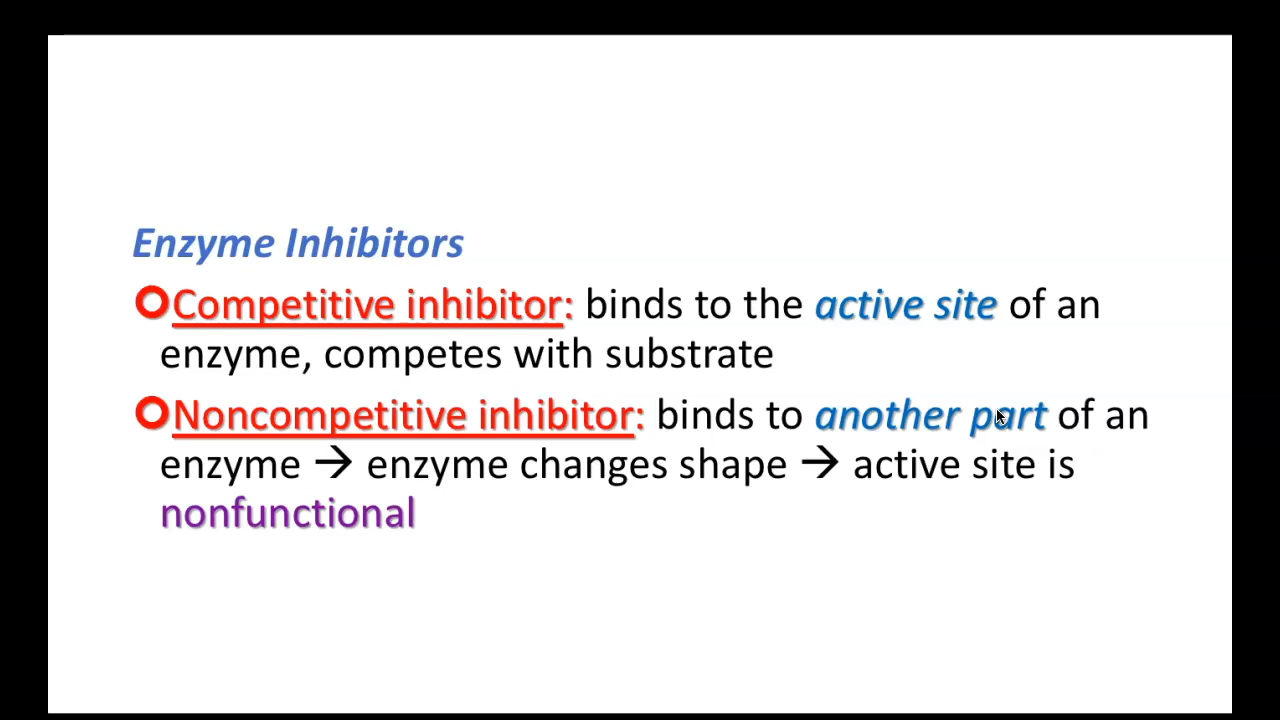 Enzyme Inhibitors
Competitive inhibitor: binds to the active site of an
enzyme, competes with substrate
Noncompetitive inhibitor: binds to another part of an
enzyme → enzyme changes shape → active site is
nonfunctional